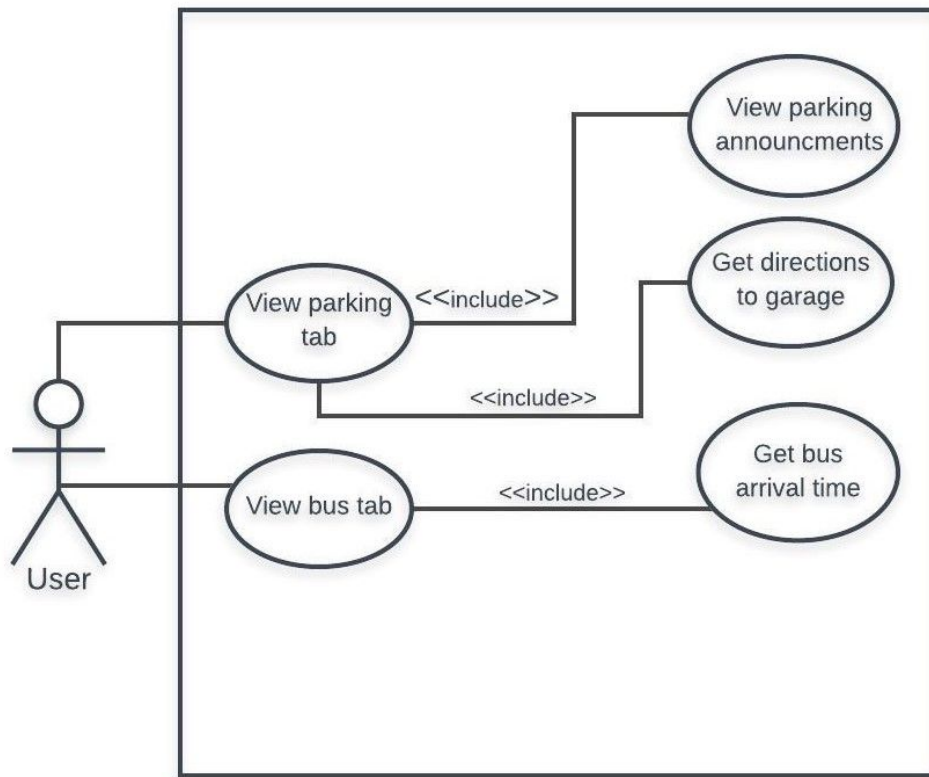 View parking
announcments
Get directions
to garage
View parking
tab
<<include>>
<<include>>
Get bus
arrival time
View bus tab
<<include>>
User